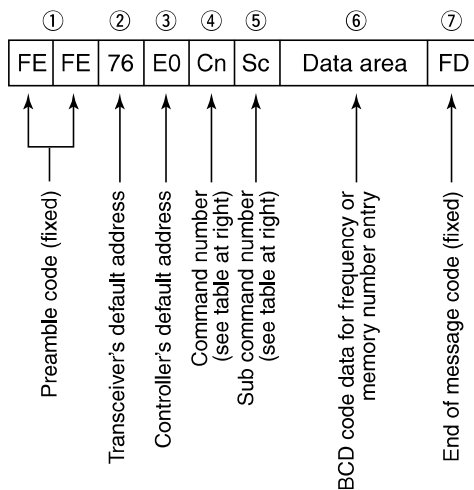 ① ② ③ ④ ⑤ ⑥ ⑦
FE FE 76 E0 Cn Sc Data area FD
Preamble code (fixed)
Transceiver's default address
Controller's default address
Command number
(see table at right)
Sub command number
(see table at right)
BCD code data for frequency or
memory number entry
End of message code (fixed)